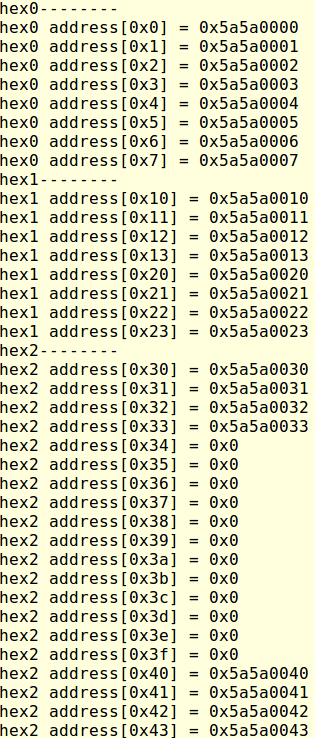 hex0--------
hex0 address[0x0] = 0x5a5a0000
hex0 address[0x1] = 0x5a5a0001
hex0 address[0x2] = 0x5a5a0002
hex0 address[0x3] = 0x5a5a0003
hex0 address[0x4] = 0x5a5a0004
hex0 address[0x5] = 0x5a5a0005
hex0 address[0x6] = 0x5a5a0006
hex0 address[0x7] = 0x5a5a0007
hex1--------
hex1 address[0x10] = 0x5a5a0010
hex1 address[0x11] = 0x5a5a0011
hex1 address[0x12] = 0x5a5a0012
hex1 address[0x13] = 0x5a5a0013
hex1 address[0x20] = 0x5a5a0020
hex1 address[0x21] = 0x5a5a0021
hex1 address[0x22] = 0x5a5a0022
hex1 address[0x23] = 0x5a5a0023
hex2--------
hex2 address[0x30] = 0x5a5a0030
hex2 address[0x31] = 0x5a5a0031
hex2 address[0x32] = 0x5a5a0032
hex2 address[0x33] = 0x5a5a0033
hex2 address[0x34] = 0x0
hex2 address[0x35] = 0x0
hex2 address[0x36] = 0x0
hex2 address[0x37] = 0x0
hex2 address[0x38] = 0x0
hex2 address[0x39] = 0x0
hex2 address[0x3a] = 0x0
hex2 address[0x3b] = 0x0
hex2 address[0x3c] = 0x0
hex2 address[0x3d] = 0x0
hex2 address[0x3e] = 0x0
hex2 address[0x3f] = 0x0
hex2 address[0x40] = 0x5a5a0040
hex2 address[0x41] = 0x5a5a0041
hex2 address[0x42] = 0x5a5a0042
hex2 address[0x43] = 0x5a5a0043